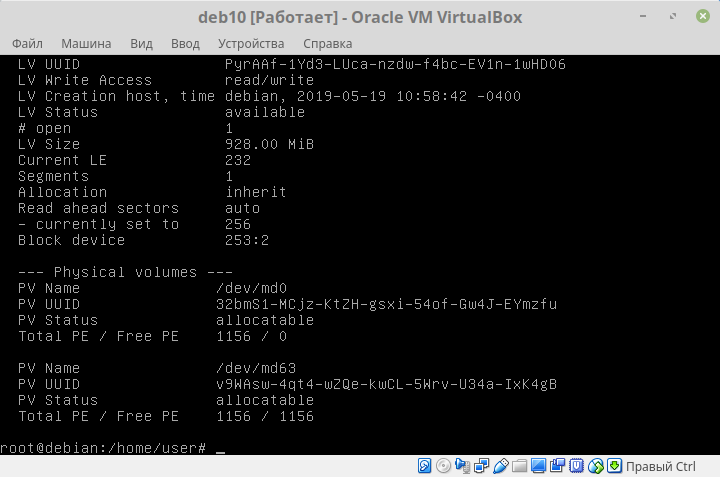 deb10 [Работает] - Oracle VM VirtualBox
Файл Машина Вид Ввод Устройства Справка
LV UUID PyrAAf-1Yd3-LUca-nzdw-f4bc-EV1n-1wHD06
LV Write Access read/write
LV Creation host, time debian, 2019-05-19 10:58:42 -0400
LV Status available
# open 1
LV Size 928.00 MiB
Current LE 232
Segments 1
Allocation inherit
Read ahead sectors auto
- currently set to 256
Block device 253:2
--- Physical volumes ---
PV Name /dev/md0
PV UUID 32bmS1-MCjz-KtZH-gsxi-54of-Gw4J-EYmzfu
PV Status allocatable
Total PE / Free PE 1156 / 0
PV Name /dev/md63
PV UUID v9WAsw-4qt4-wZQe-kwCL-5Wrv-U34a-IxK4gB
PV Status allocatable
Total PE / Free PE 1156 / 1156
root@debian:/home/user# _
Правый Ctrl